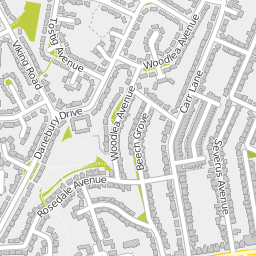 Tostig Avenue
Viking Road
Woodlea Avenue
Danebury Drive
Woodlea Avenue
Beech Grove
Carr Lane
Severus Avenue
Rosedale Avenue